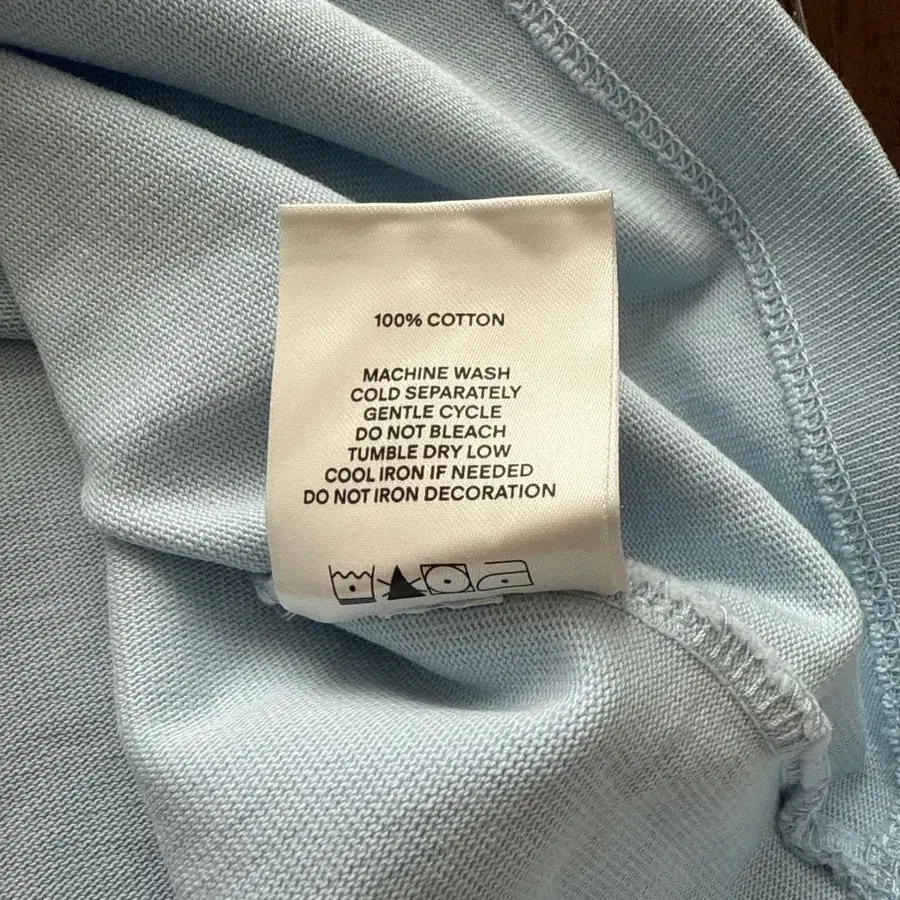 100% COTTON
MACHINE WASH
COLD SEPARATELY
GENTLE CYCLE
DO NOT BLEACH
TUMBLE DRY LOW
COOL IRON IF NEEDED
DO NOT IRON DECORATION